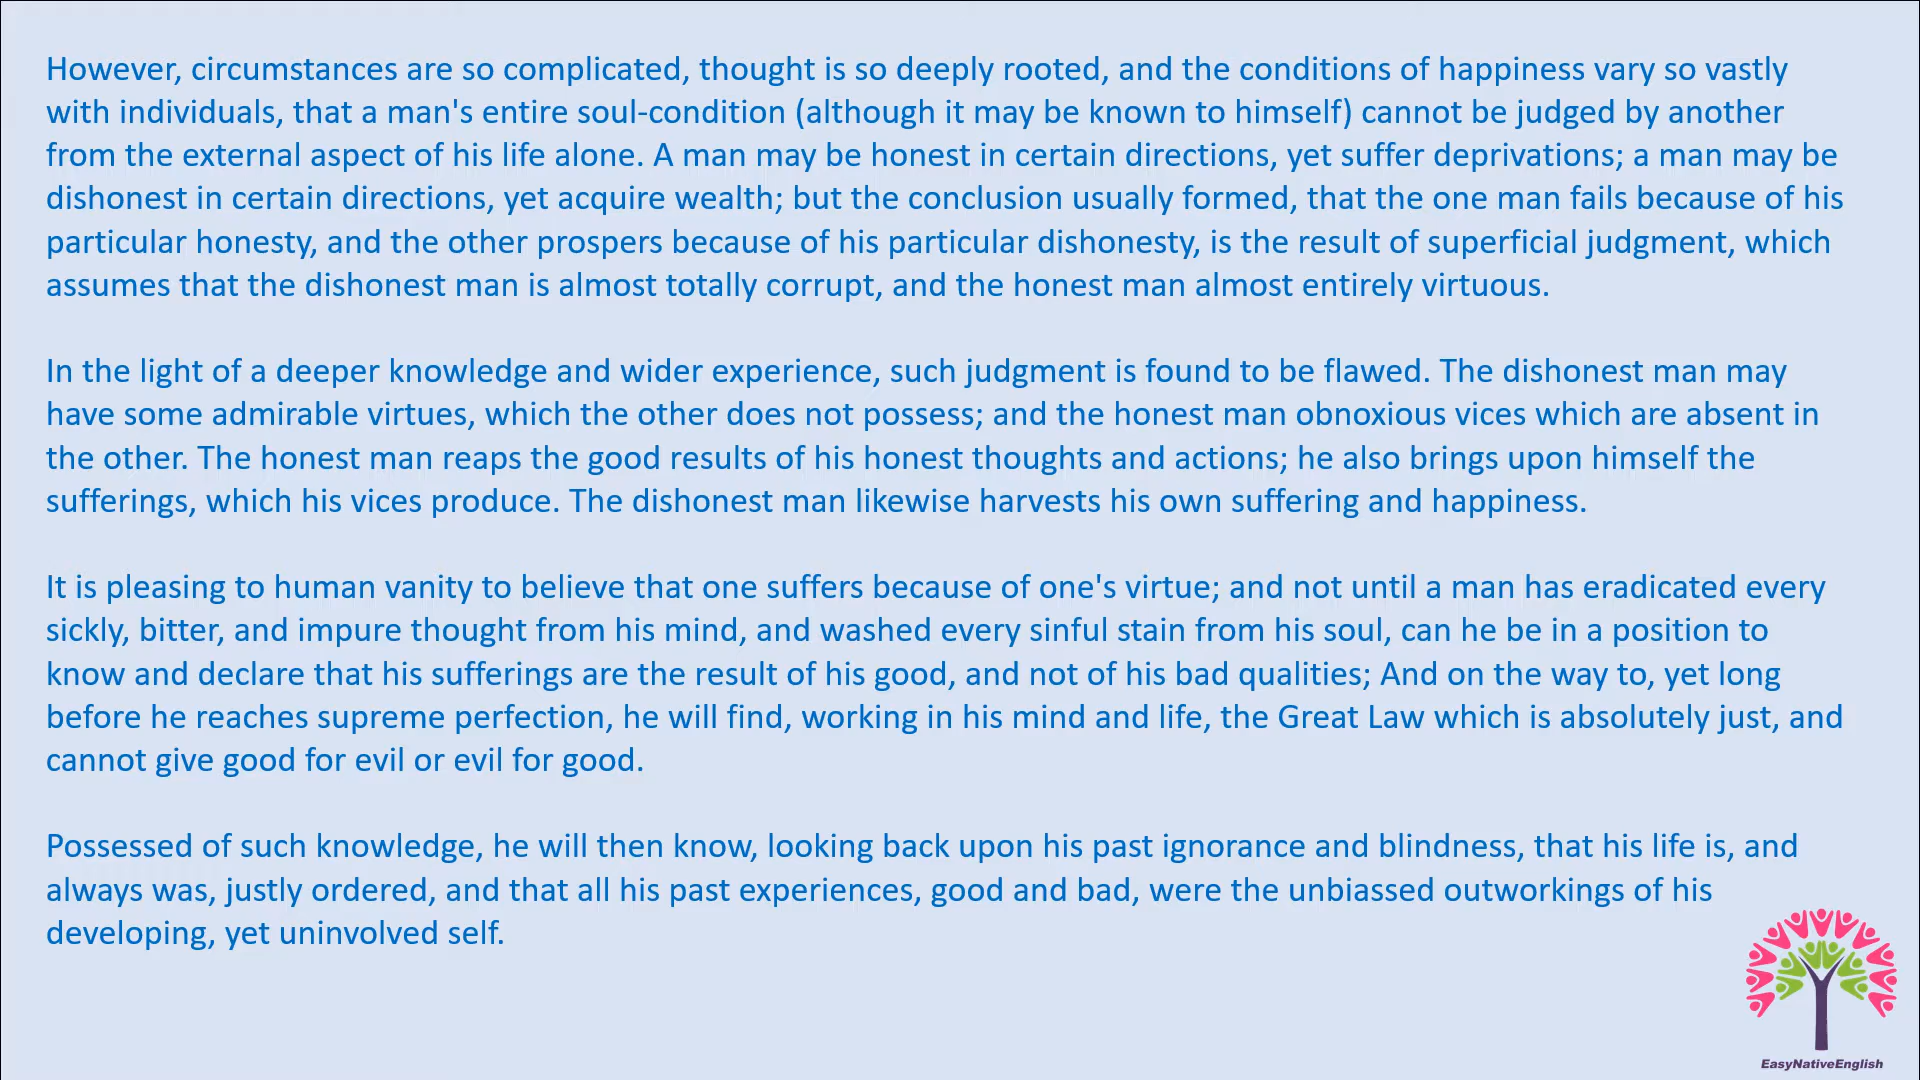 However, circumstances are so complicated, thought is so deeply rooted, and the conditions of happiness vary so vastly
with individuals, that a man's entire soul-condition (although it may be known to himself) cannot be judged by another
from the external aspect of his life alone. A man may be honest in certain directions, yet suffer deprivations; a man may be
dishonest in certain directions, yet acquire wealth; but the conclusion usually formed, that the one man fails because of his
particular honesty, and the other prospers because of his particular dishonesty, is the result of superficial judgment, which
assumes that the dishonest man is almost totally corrupt, and the honest man almost entirely virtuous.
In the light of a deeper knowledge and wider experience, such judgment is found to be flawed. The dishonest man may
have some admirable virtues, which the other does not possess; and the honest man obnoxious vices which are absent in
the other. The honest man reaps the good results of his honest thoughts and actions; he also brings upon himself the
sufferings, which his vices produce. The dishonest man likewise harvests his own suffering and happiness.
It is pleasing to human vanity to believe that one suffers because of one's virtue; and not until a man has eradicated every
sickly, bitter, and impure thought from his mind, and washed every sinful stain from his soul, can he be in a position to
know and declare that his sufferings are the result of his good, and not of his bad qualities; And on the way to, yet long
before he reaches supreme perfection, he will find, working in his mind and life, the Great Law which is absolutely just, and
cannot give good for evil or evil for good.
Possessed of such knowledge, he will then know, looking back upon his past ignorance and blindness, that his life is, and
always was, justly ordered, and that all his past experiences, good and bad, were the unbiassed outworkings of his
developing, yet uninvolved self.
EasyNativeEnglish